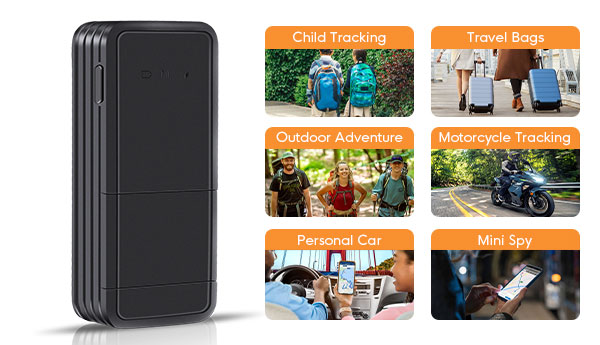 Child Tracking
Travel Bags
Outdoor Adventure
Motorcycle Tracking
Personal Car
Mini Spy